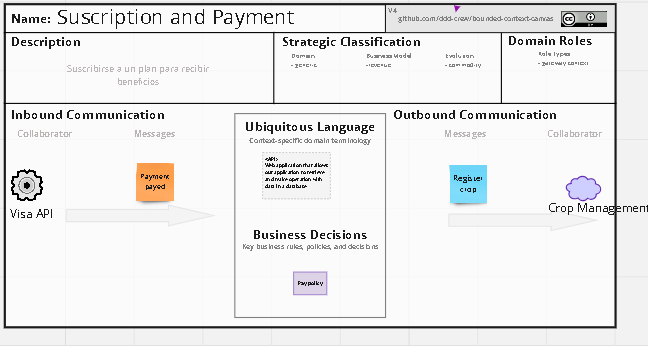 Name: Suscription and Payment
V4
github.com/ddd-crew/bounded-context-canvas
Description
Suscribirse a un plan para recibir
beneficios
Strategic Classification
Domain
- generic
Business Model
- revenue
Evolution
- commodity
Domain Roles
Role Types
- gateway context
Inbound Communication
Collaborator
Messages
Visa API
Payment
payed
Ubiquitous Language
Context-specific domain terminology
Web application that allows
our application to retrieve
and make operation with
data in a database
Business Decisions
Key business rules, policies, and decisions
Pay policy
Outbound Communication
Messages
Collaborator
Register
crop
Crop Management